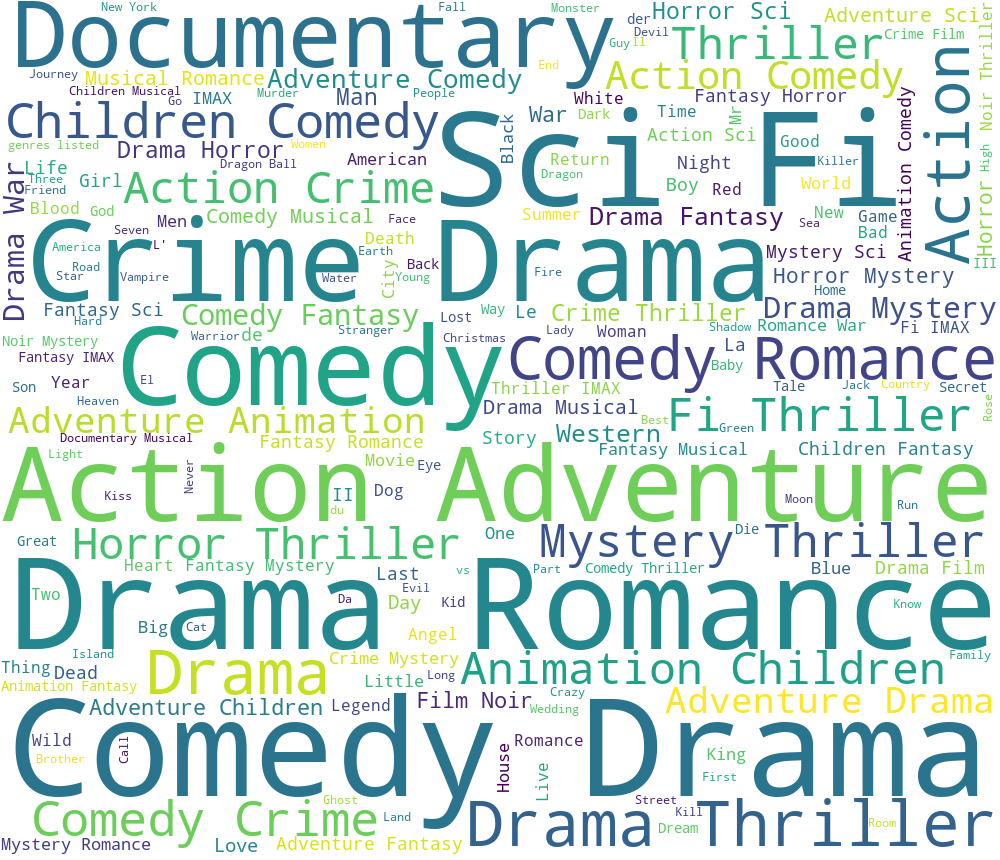 New York
Fall
Monster
Documentary
der
Devil
Horror Sci
Adventure Sci
Thriller
Crime Film
Guy
Il
Journey
Musical Romance
Adventure Comedy
End
Action Comedy
Action
Horror Noir Thriller
High
Children Musical
Go
IMAX
Murder
Man
People
White
Dark
Fantasy Horror
Children Comedy
Sci Fi
Black
War
Time
Mr
Action Sci
Good
Animation Comedy
genres listed
Drama Horror
Women
Life
Three
Friend
Girl
Dragon Ball
American
Return
Dragon
Night
Killer
Drama War
Action Crime
Boy
Red
World
Blood
God
Men
Comedy Musical
Face
Summer
Drama Fantasy
New
Sea
Game
Bad
Seven
L'
Crime Drama
Death
Earth
America
Road
Star
Vampire
Water
City
Back
Young
Fire
Mystery Sci
III
Horror Mystery
Home
Fantasy Sci
Hard
Comedy Fantasy
Lost
Way
Le
Crime Thriller
Drama Mystery
Noir Mystery
Warrior
de
Stranger
Christmas
Lady
Woman
Shadow
Romance War
Fi IMAX
Fantasy IMAX
Comedy
Comedy Romance
La
Baby
Son
Year
El
Heaven
Thriller IMAX
Tale
Jack
Country
Secret
Rose
Adventure Animation
Drama Musical
Best
Fi Thriller
Green
Documentary Musical
Fantasy Romance
Story
Western
Fantasy Musical
Children Fantasy
Light
Movie
Eye
Action Adventure
Never
Kiss
II
du
Dog
Moon
Run
Great
Horror Thriller
One
Mystery Thriller
Die
Heart
Fantasy Mystery
Last
vs
Part
Comedy Thriller
Blue
Drama Film
Drama Romance
Two
Evil
Da
Day
Kid
Know
Big
Cat
Angel
Island
Thing
Dead
Drama
Crime Mystery
Long
Little
Animation Children
Family
Animation Fantasy
Adventure Children
Legend
Film Noir
Crazy
Wedding
Adventure Drama
Comedy Drama
Wild
Call
Brother
House
Romance
Live
King
First
Comedy Crime
Ghost
Land
Street
Kill
Dream
Drama Thriller
Room
Mystery Romance
Love
Adventure Fantasy